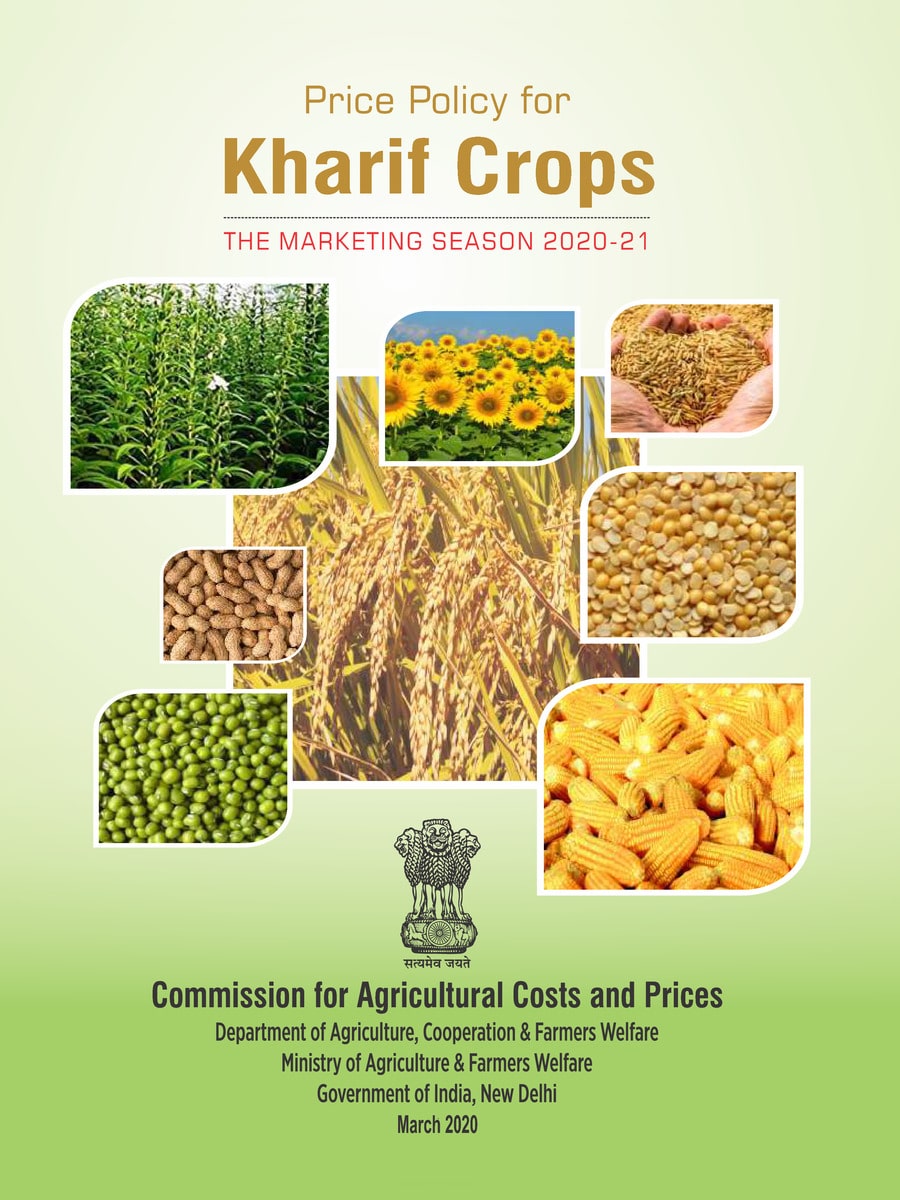 Price Policy for
Kharif Crops
THE MARKETING SEASON 2020-21
सत्यमेव जयते
Commission for Agricultural Costs and Prices
Department of Agriculture, Cooperation & Farmers Welfare
Ministry of Agriculture & Farmers Welfare
Government of India, New Delhi
March 2020